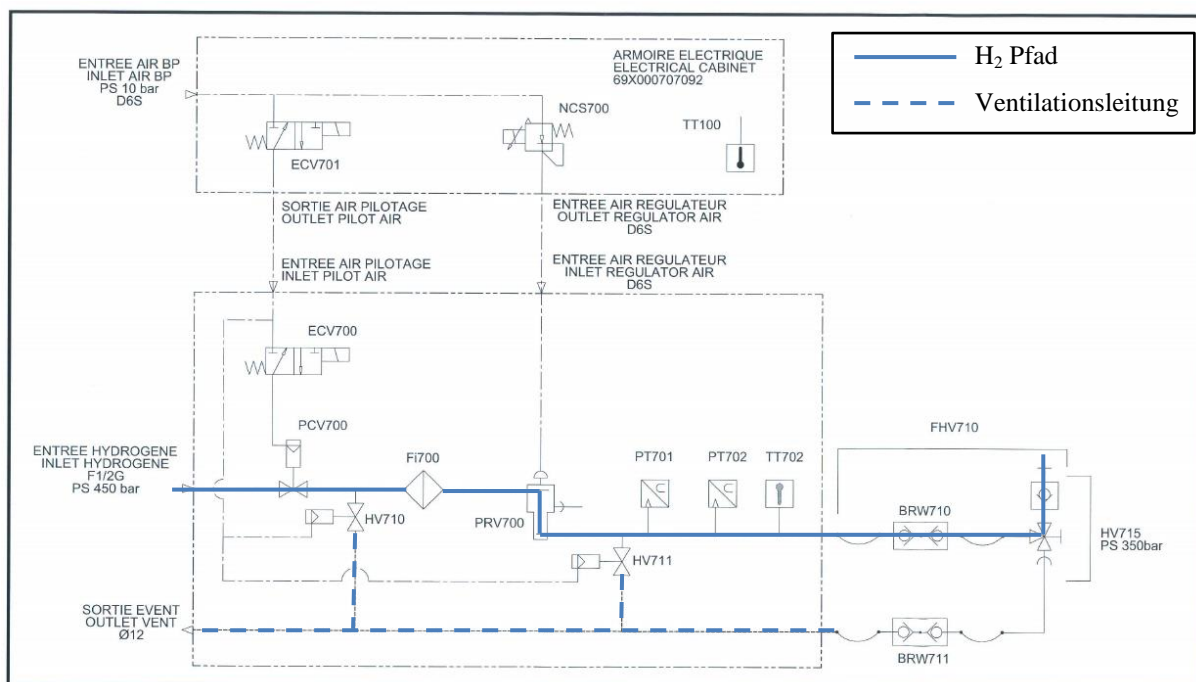 ENTREE AIR BP
INLET AIR BP
PS 10 bar
D6S
ARMOIRE ELECTRIQUE
ELECTRICAL CABINET
69X000707092
H₂ Pfad
Ventilationsleitung
NCS700
TT100
ECV701
SORTIE AIR PILOTAGE
OUTLET PILOT AIR
ENTREE AIR REGULATEUR
OUTLET REGULATOR AIR
D6S
ENTREE AIR PILOTAGE
INLET PILOT AIR
ENTREE AIR REGULATEUR
INLET REGULATOR AIR
D6S
ECV700
PCV700
ENTREE HYDROGENE
INLET HYDROGENE
F1/2G
PS 450 bar
Fi700
PT701
PT702
TT702
FHV710
PRV700
BRW710
HV710
HV711
HV715
PS 350bar
SORTIE EVENT
OUTLET VENT
Ø12
BRW711